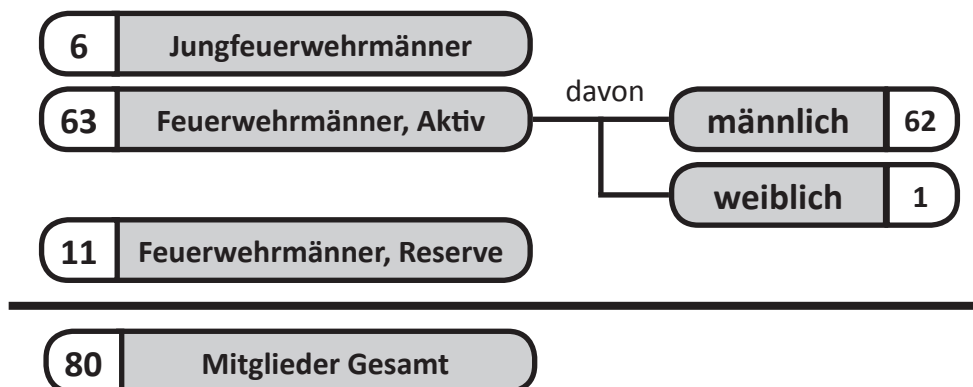 6 Jungfeuerwehrmänner
63 Feuerwehrmänner, Aktiv
davon
männlich 62
weiblich 1
11 Feuerwehrmänner, Reserve
80 Mitglieder Gesamt